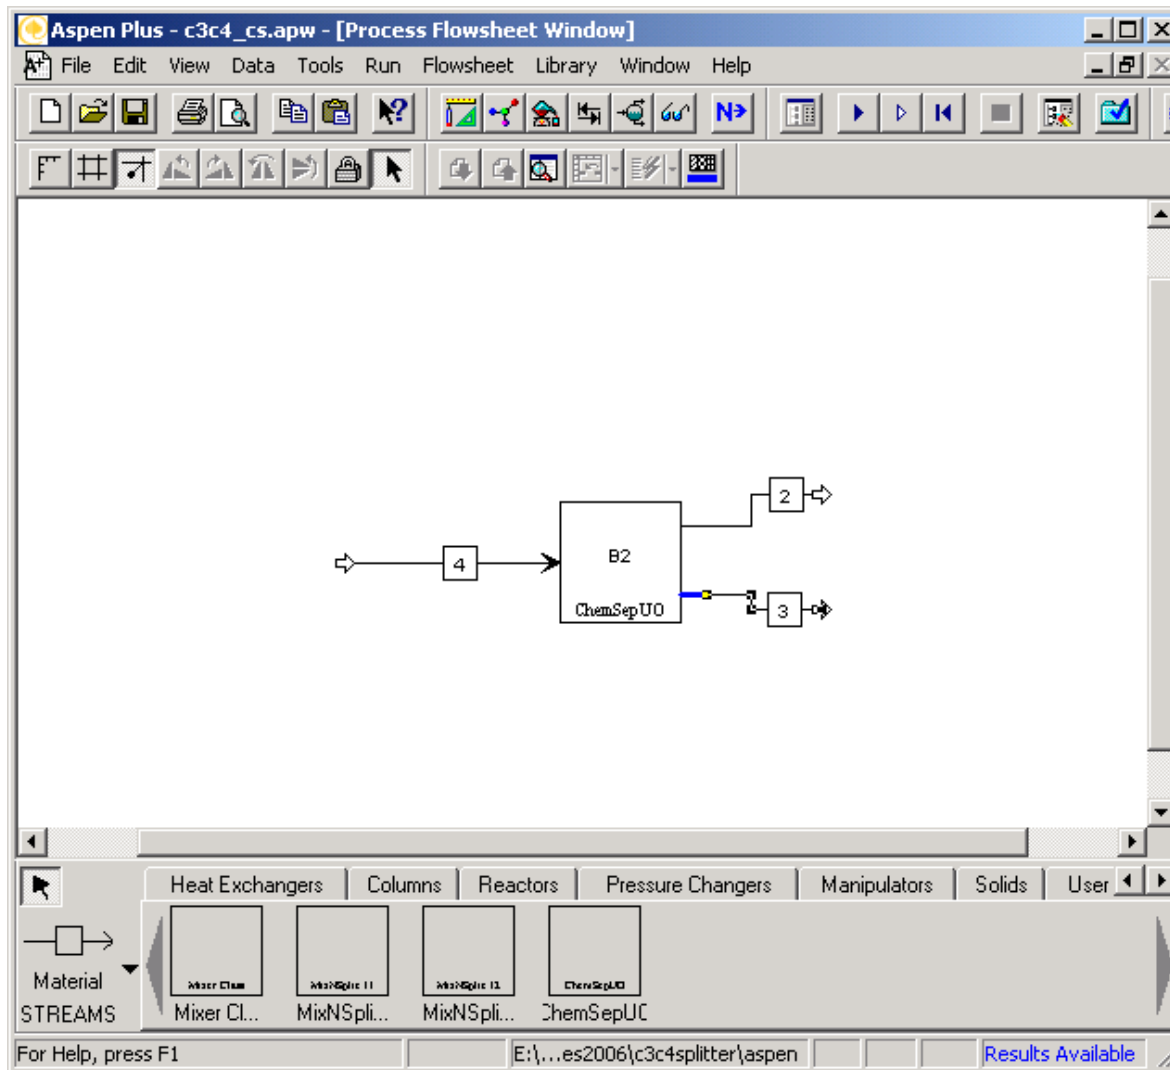 Aspen Plus - c3c4_cs.apw - [Process Flowsheet Window]
File Edit View Data Tools Run Flowsheet Library Window Help
N
2
4
B2
ChemSepUO
3
Heat Exchangers Columns Reactors Pressure Changers Manipulators Solids User
Material
STREAMS
ChemSepUO
Mixer Cl... MixNSpli... MixNSpli... ChemSepUO
For Help, press F1 E:\...es2006\c3c4splitter\aspen Results Available